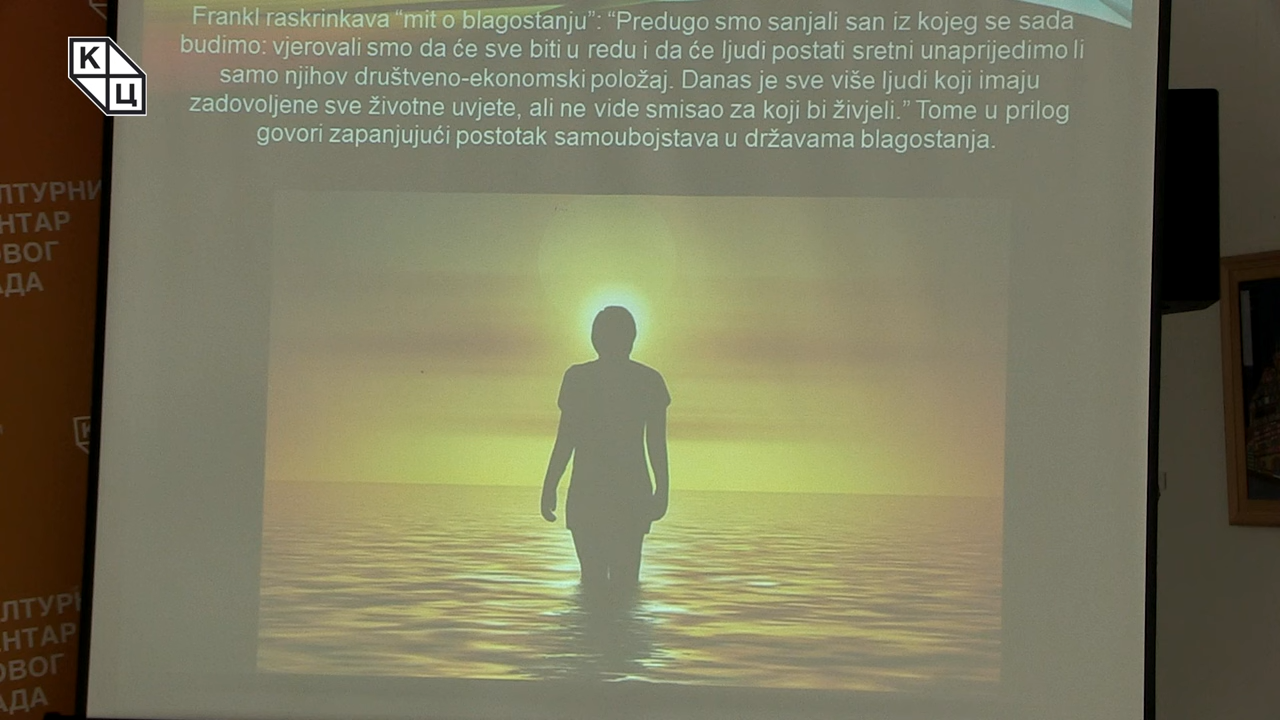 Frankl raskrinkava “mit o blagostanju”: “Predugo smo sanjali san iz kojeg se sada
budimo: vjerovali smo da će sve biti u redu i da će ljudi postati sretni unaprijedimo li
samo njihov društveno-ekonomski položaj. Danas je sve više ljudi koji imaju
zadovoljene sve životne uvjete, ali ne vide smisao za koji bi živjeli.” Tome u prilog
govori zapanjujući postotak samoubojstava u državama blagostanja.
К
Ц
ЛТУРНИ
НТАР
ОВОГ
АДА
К
ЛТУРН
ЕНТАР
ОВОГ
АДА